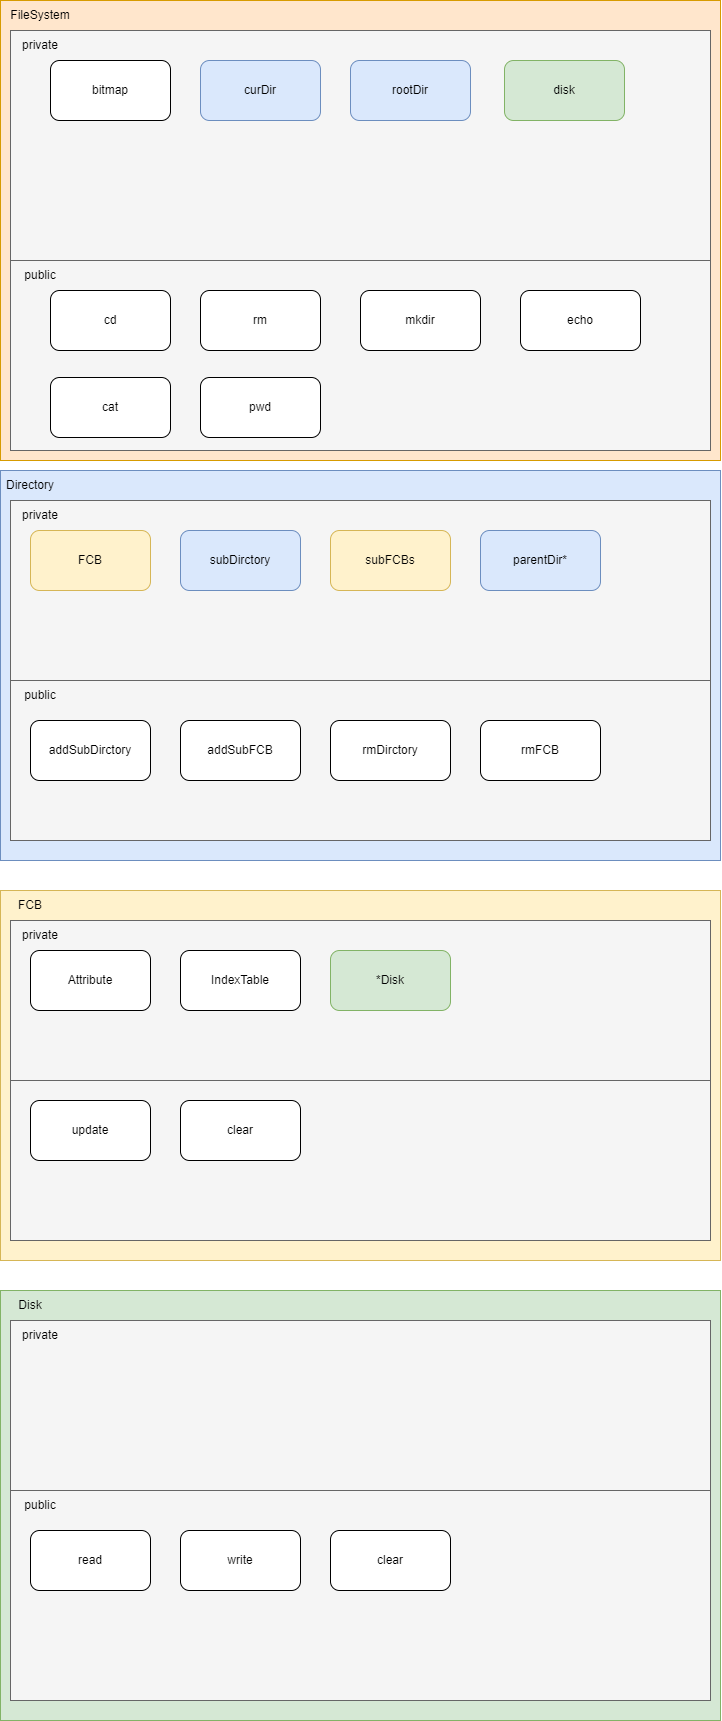 FileSystem
private
bitmap
curDir
rootDir
disk
public
cd
rm
mkdir
echo
cat
pwd
Directory
private
FCB
subDirctory
subFCBs
parentDir*
public
addSubDirctory
addSubFCB
rmDirctory
rmFCB
FCB
private
Attribute
IndexTable
*Disk
update
clear
Disk
private
public
read
write
clear